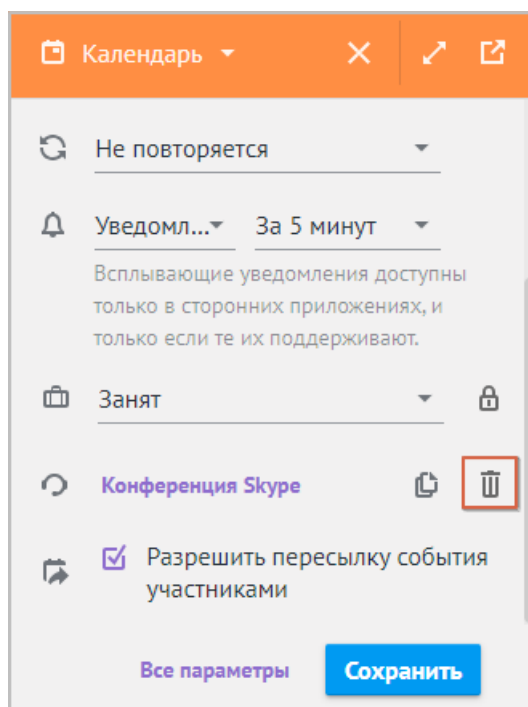 Календарь
Не повторяется
Уведомл... За 5 минут
Всплывающие уведомления доступны
только в сторонних приложениях, и
только если те их поддерживают.
Занят
Конференция Skype
Разрешить пересылку события
участниками
Все параметры Сохранить